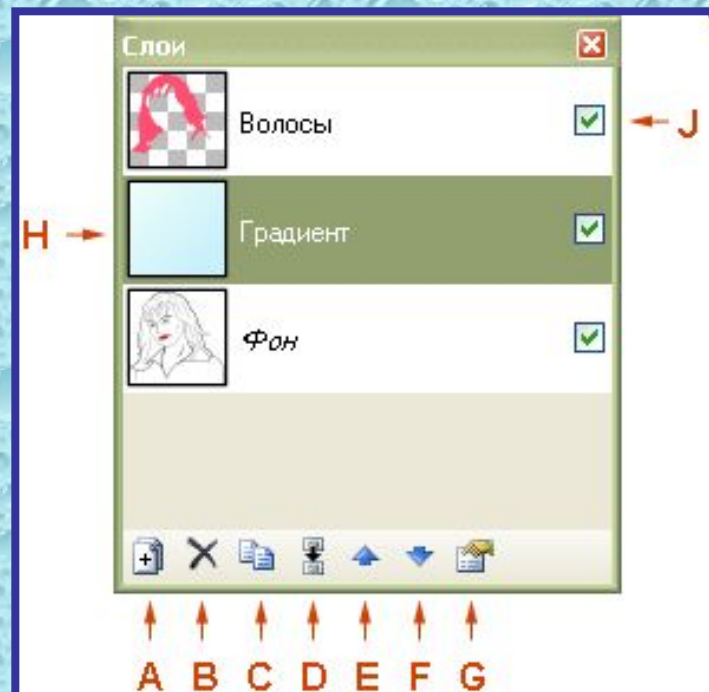 Слои
Волосы
J
H
Градиент
Фон
A B C D E F G